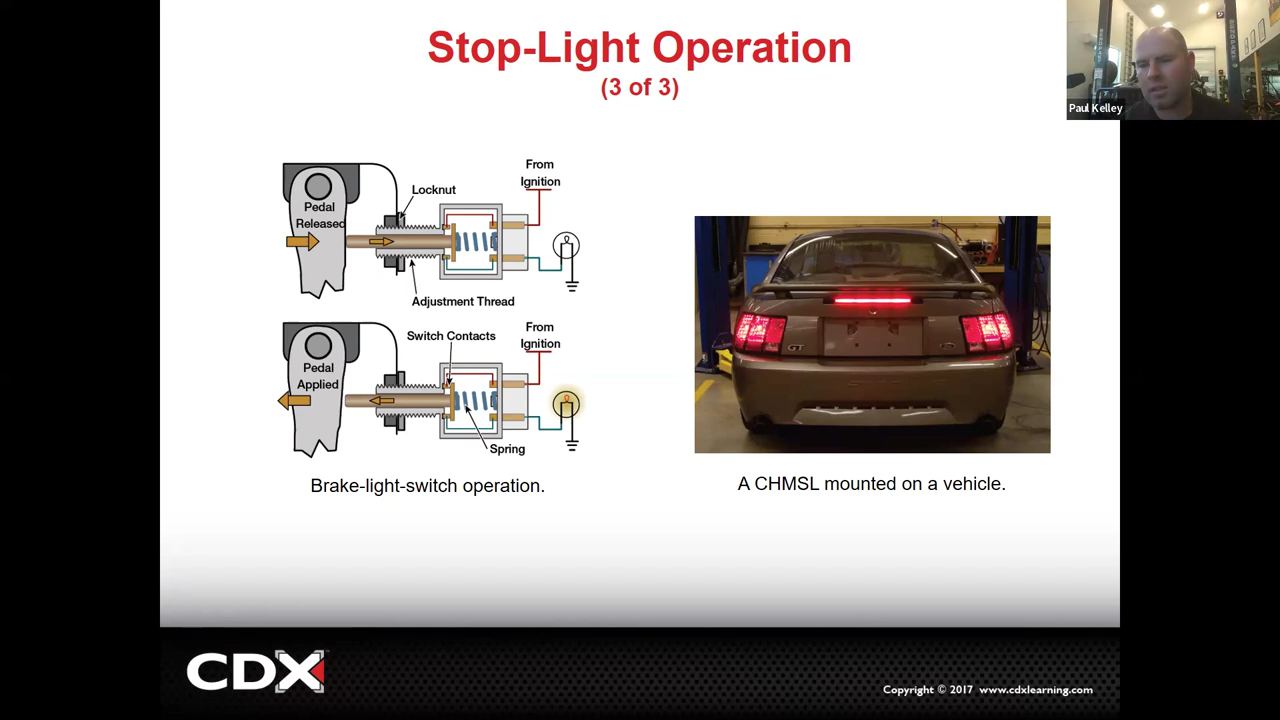 Stop-Light Operation
(3 of 3)
Paul Kelley
From
Ignition
Locknut
Pedal
Released
Adjustment Thread
Switch Contacts
From
Ignition
Pedal
Applied
Spring
Brake-light-switch operation.
GT
A CHMSL mounted on a vehicle.
CDX
Copyright © 2017 www.cdxlearning.com